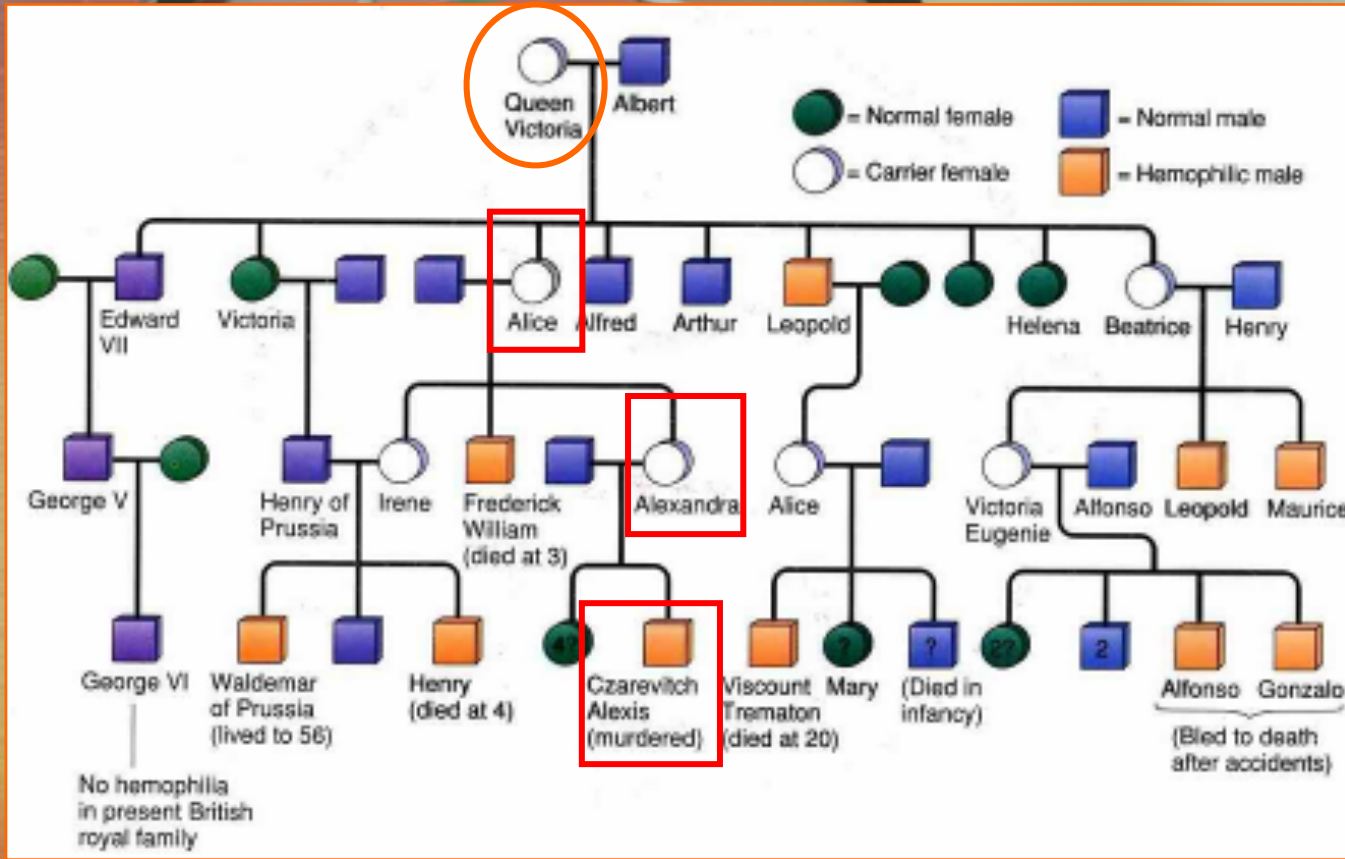 Queen
Victoria
Albert
= Normal female
= Normal male
= Carrier female
= Hemophilic male
Edward
VII
Victoria
Alice
Alfred
Arthur
Leopold
Helena
Beatrice
Henry
George V
Henry of
Prussia
Irene
Frederick
William
(died at 3)
Alexandra
Alice
Victoria
Eugenie
Alfonso
Leopold
Maurice
4?
?
?
2?
2
George VI
Waldemar
of Prussia
(lived to 56)
Henry
(died at 4)
Czarevitch
Alexis
(murdered)
Viscount
Trematon
(died at 20)
Mary
(Died in
infancy)
Alfonso
Gonzalo
(Bled to death
after accidents)
No hemophilia
in present British
royal family